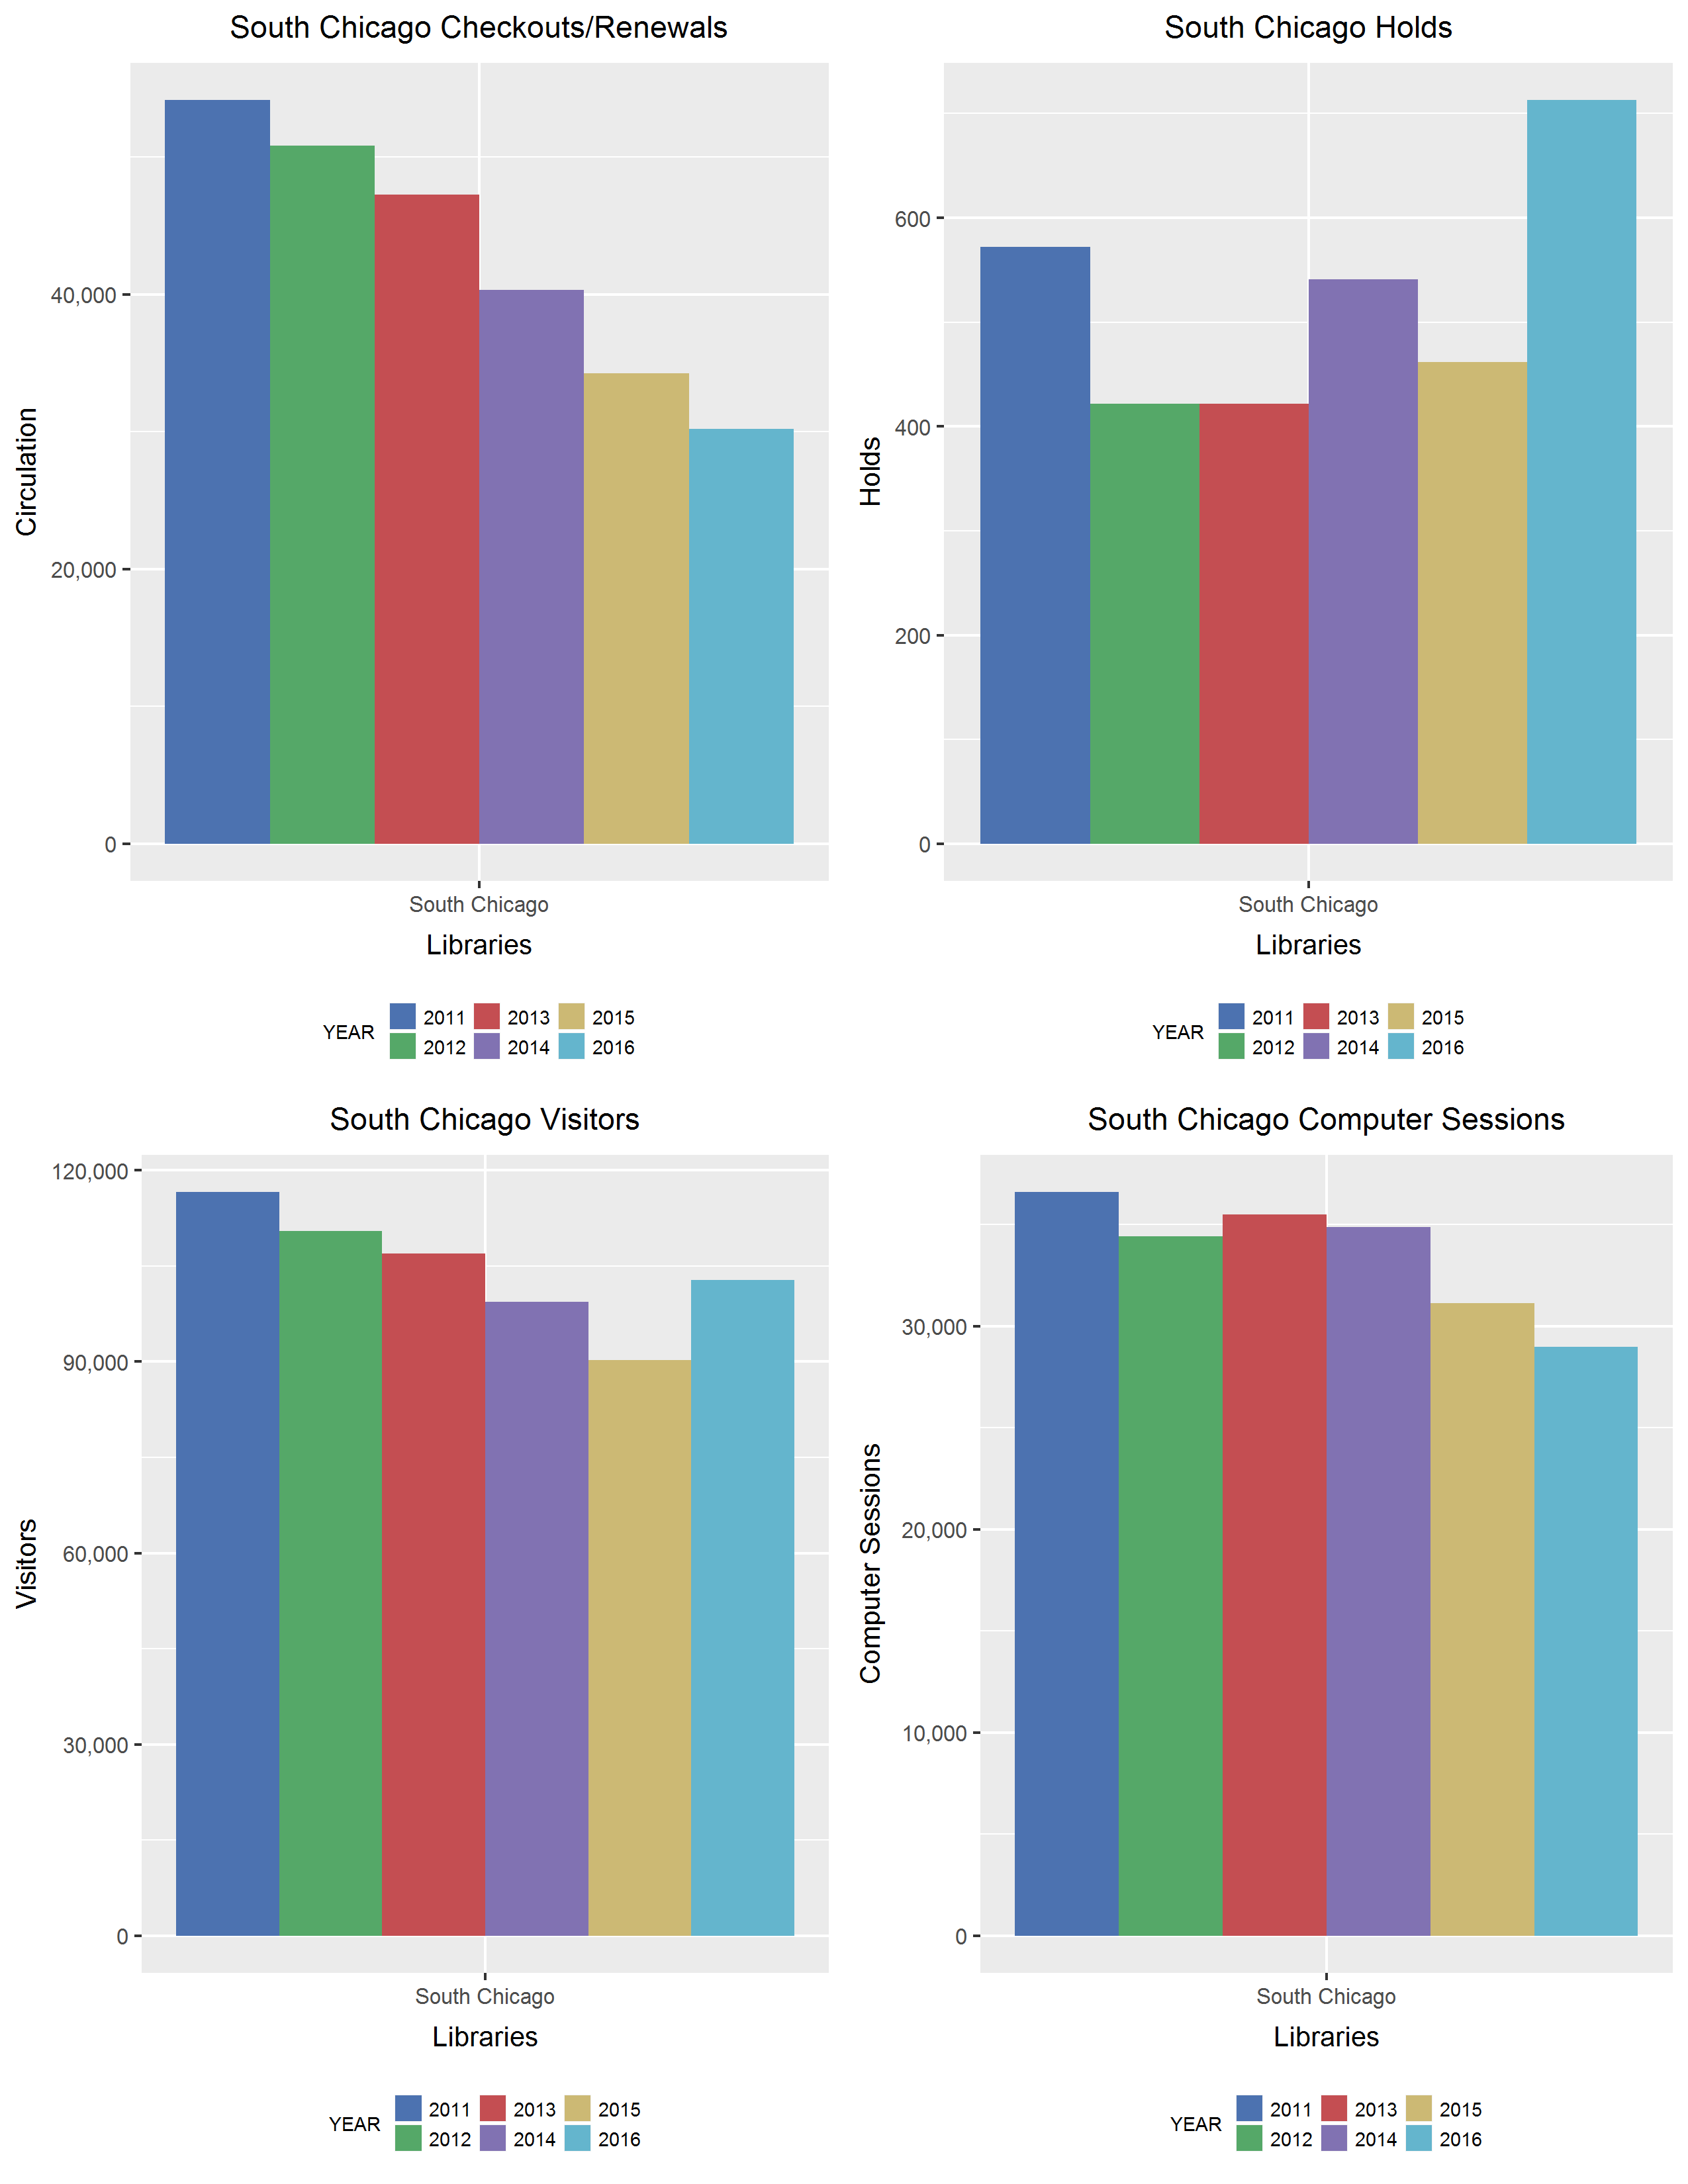 South Chicago Checkouts/Renewals
Circulation
40,000
20,000
0
South Chicago
Libraries
YEAR
2011 2013 2015
2012 2014 2016
South Chicago Holds
Holds
600
400
200
0
South Chicago
Libraries
YEAR
2011 2013 2015
2012 2014 2016
South Chicago Visitors
Visitors
120,000
90,000
60,000
30,000
0
South Chicago
Libraries
YEAR
2011 2013 2015
2012 2014 2016
South Chicago Computer Sessions
Computer Sessions
30,000
20,000
10,000
0
South Chicago
Libraries
YEAR
2011 2013 2015
2012 2014 2016